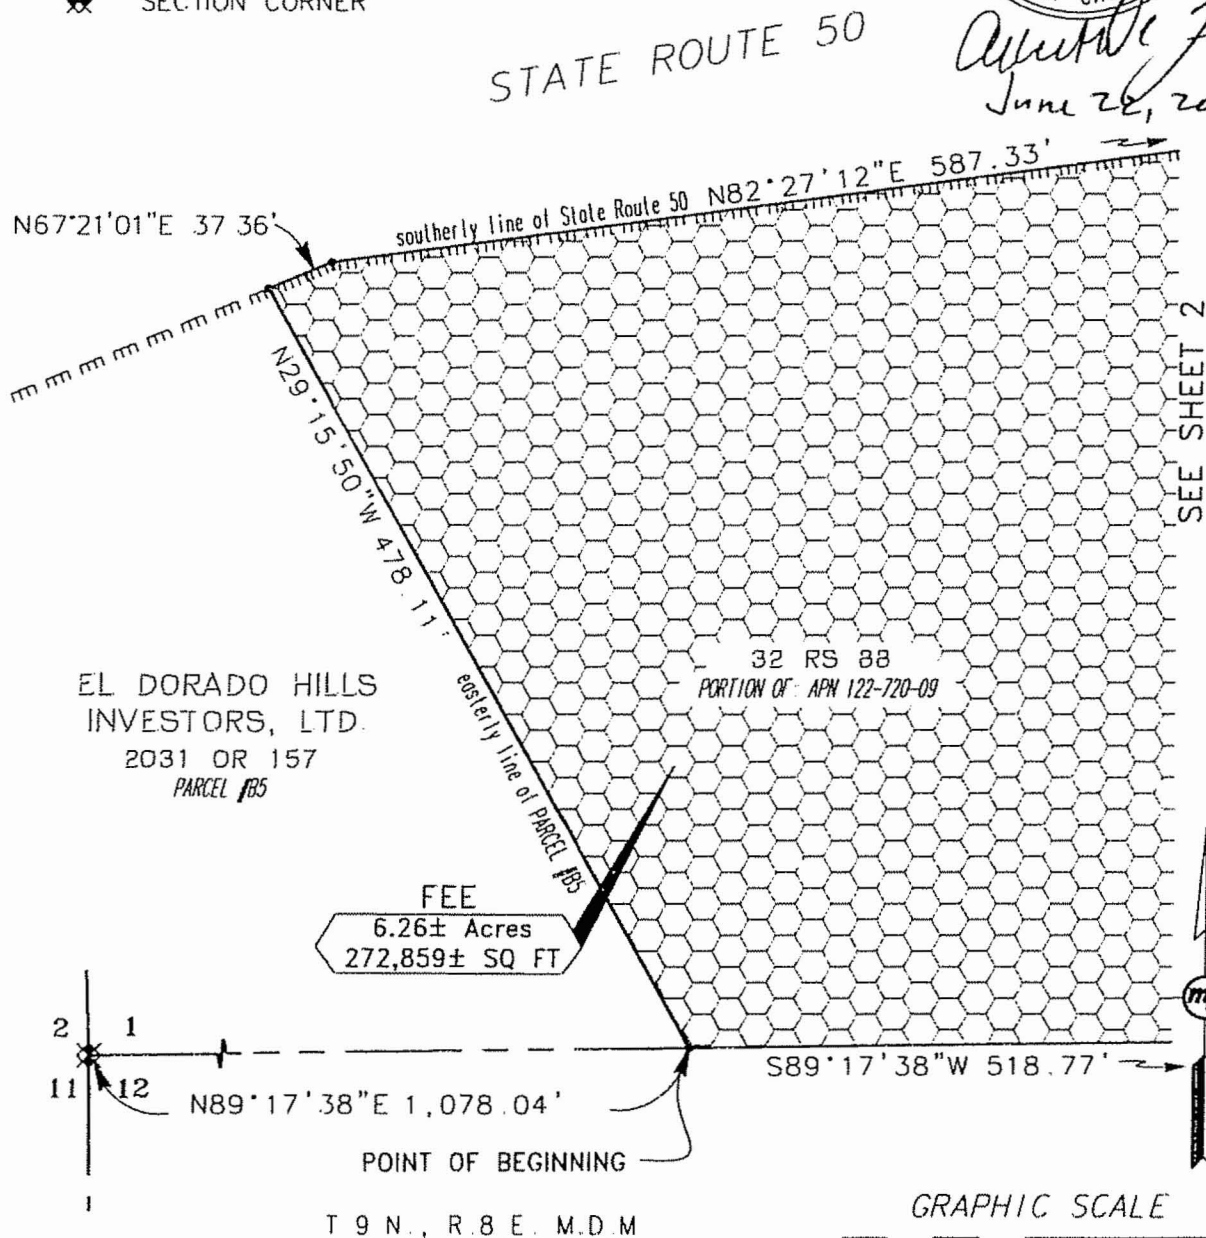 SECTION CORNER
STATE ROUTE 50
June 22,
N67°21'01"E 37 36'
southerly line of State Route 50 N82°27'12"E 587.33'
SEE SHEET 2
N29°15'50"W 478.11'
easterly line of PARCEL #B5
32 RS 88
PORTION OF: APN 122-720-09
EL DORADO HILLS
INVESTORS, LTD.
2031 OR 157
PARCEL #B5
FEE
6.26± Acres
272,859± SQ FT
2 1
11 12
S89°17'38"W 518.77'
N89°17'38"E 1,078.04'
POINT OF BEGINNING
T 9 N., R.8 E. M.D.M
GRAPHIC SCALE